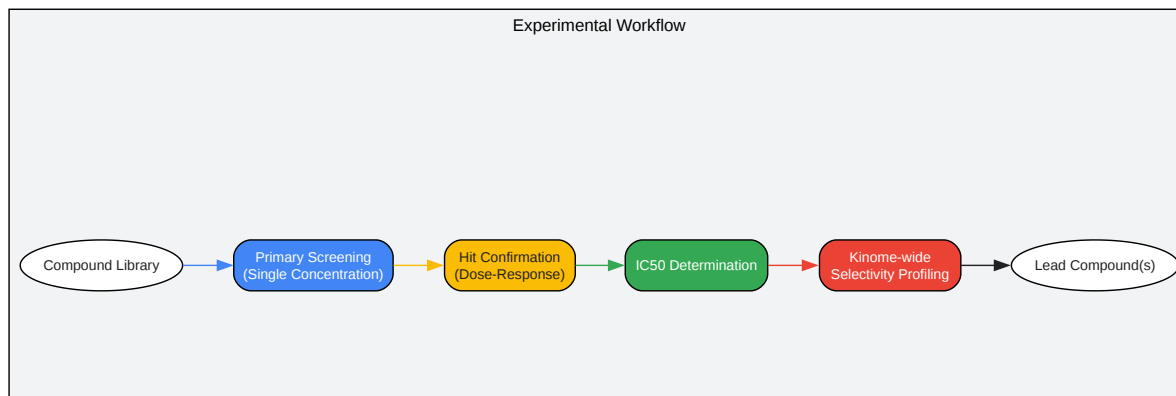 Experimental Workflow
Compound Library
Primary Screening
(Single Concentration)
Hit Confirmation
(Dose-Response)
IC50 Determination
Kinome-wide
Selectivity Profiling
Lead Compound(s)